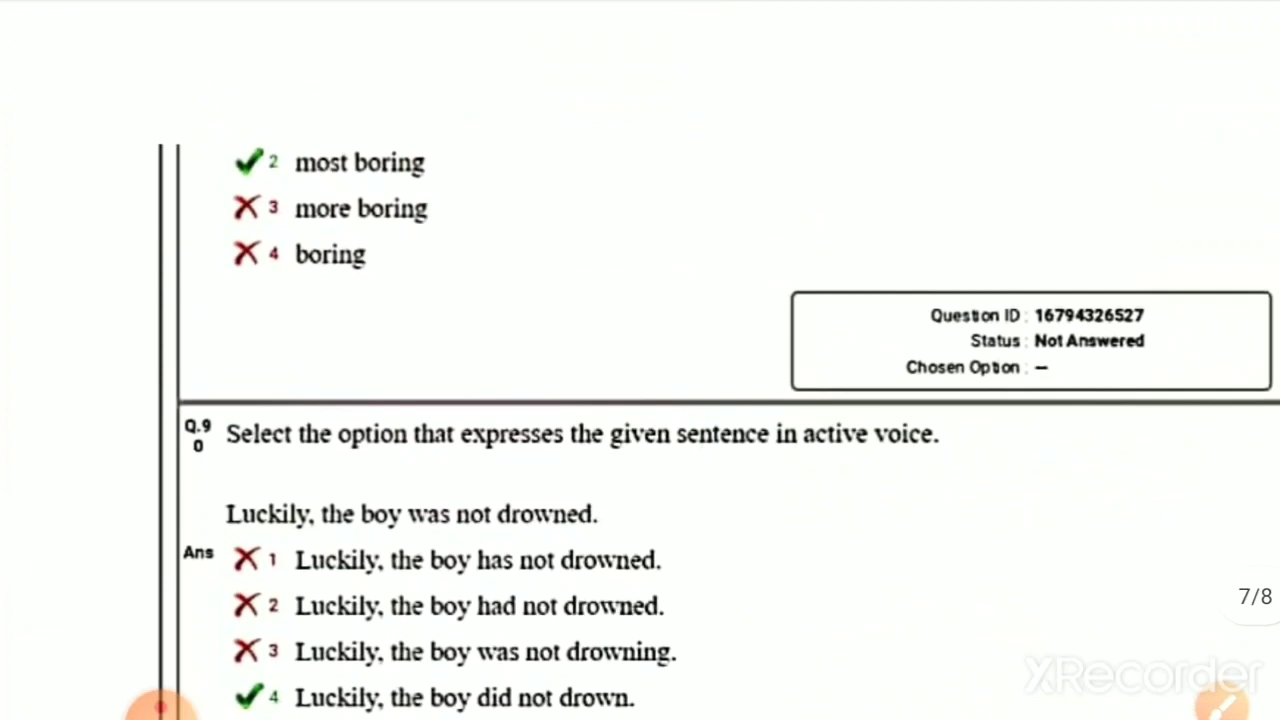 2 most boring
3 more boring
4 boring
Question ID : 16794326527
Status : Not Answered
Chosen Option : --
Q.9
0
Select the option that expresses the given sentence in active voice.
Luckily, the boy was not drowned.
Ans
1 Luckily, the boy has not drowned.
2 Luckily, the boy had not drowned.
3 Luckily, the boy was not drowning.
4 Luckily, the boy did not drown.
7/8
XRecorder